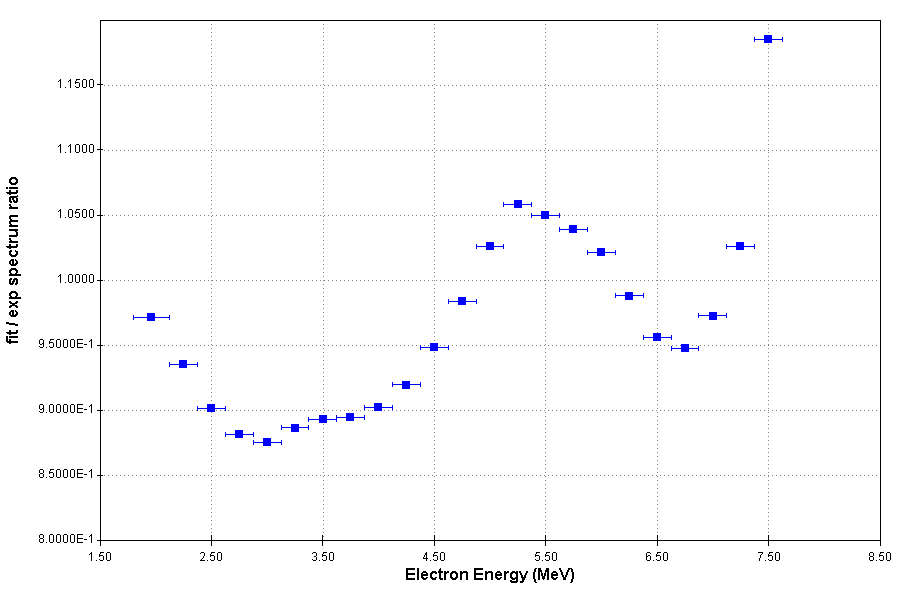 fit / exp spectrum ratio
1.1500
1.1000
1.0500
1.0000
9.5000E-1
9.0000E-1
8.5000E-1
8.0000E-1
1.50 2.50 3.50 4.50 5.50 6.50 7.50 8.50
Electron Energy (MeV)